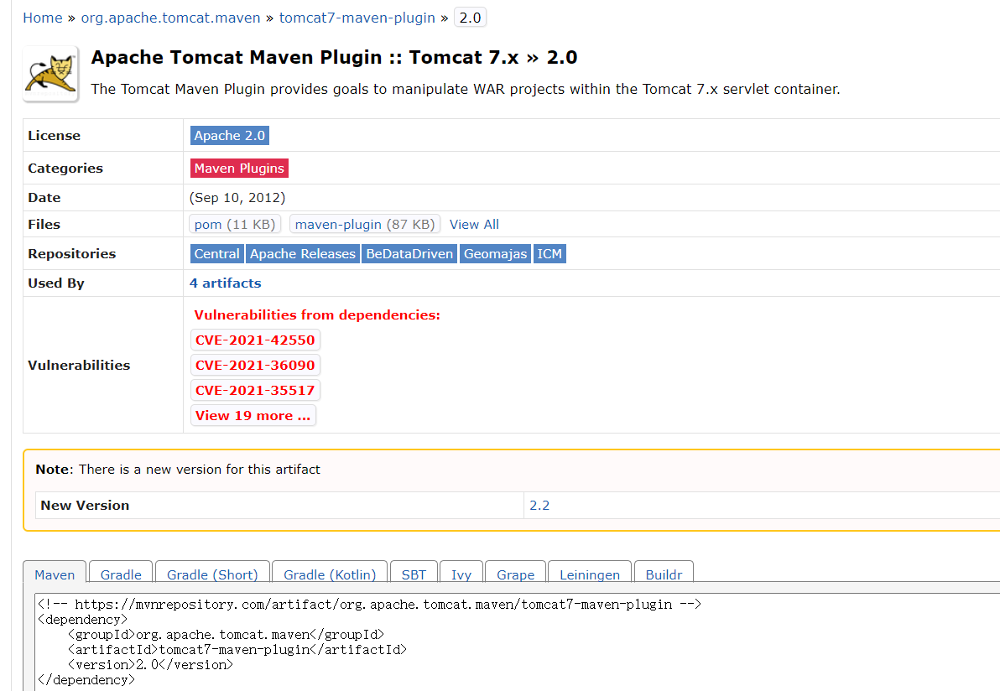 Home » org.apache.tomcat.maven » tomcat7-maven-plugin » 2.0
Apache Tomcat Maven Plugin :: Tomcat 7.x » 2.0
The Tomcat Maven Plugin provides goals to manipulate WAR projects within the Tomcat 7.x servlet container.
License Apache 2.0
Categories Maven Plugins
Date (Sep 10, 2012)
Files pom (11 KB) maven-plugin (87 KB) View All
Repositories Central Apache Releases BeDataDriven Geomajas ICM
Used By 4 artifacts
Vulnerabilities
Vulnerabilities from dependencies:
CVE-2021-42550
CVE-2021-36090
CVE-2021-35517
View 19 more ...
Note: There is a new version for this artifact
New Version 2.2
Maven Gradle Gradle (Short) Gradle (Kotlin) SBT Ivy Grape Leiningen Buildr
<!-- https://mvnrepository.com/artifact/org.apache.tomcat.maven/tomcat7-maven-plugin -->
<dependency>
    <groupId>org.apache.tomcat.maven</groupId>
    <artifactId>tomcat7-maven-plugin</artifactId>
    <version>2.0</version>
</dependency>